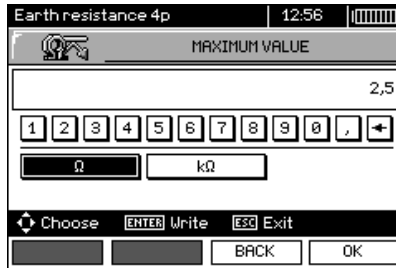 Earth resistance 4p 12:56
MAXIMUM VALUE
2,5
1 2 3 4 5 6 7 8 9 0 , ←
Ω kΩ
Choose ENTER Write ESC Exit
BACK OK